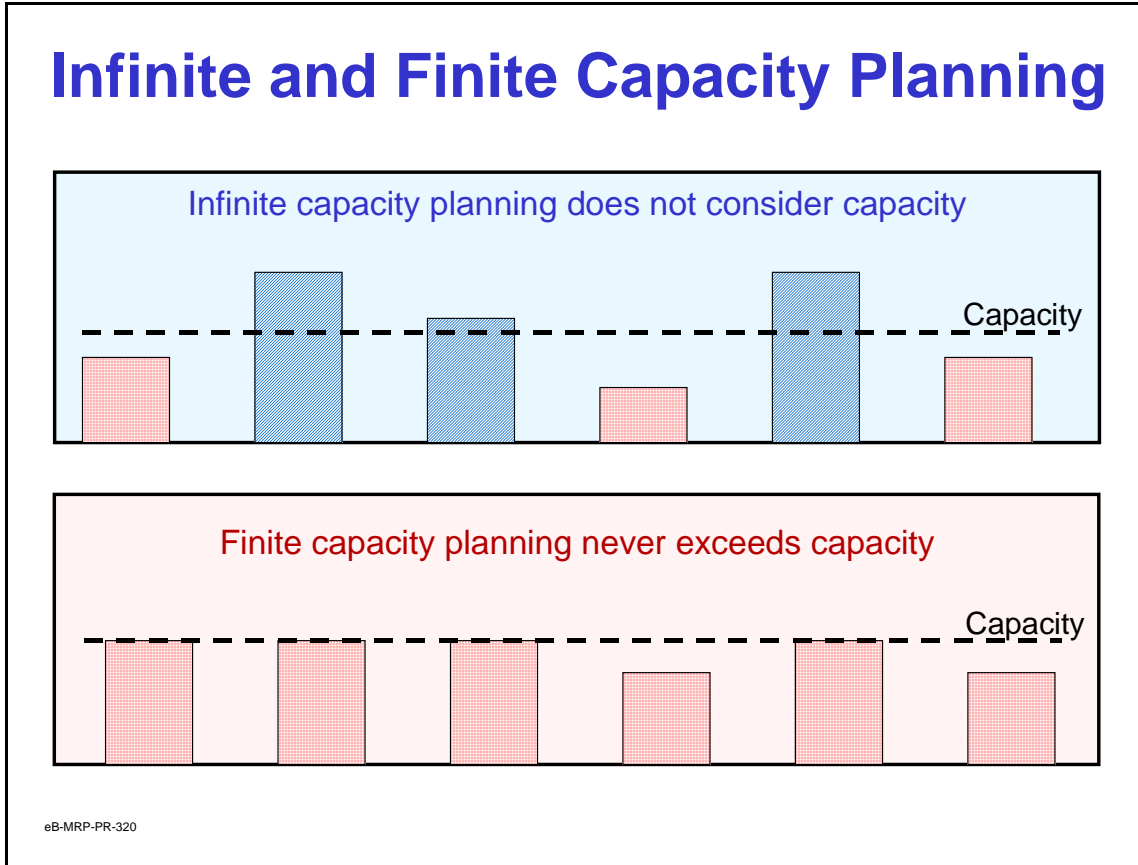 Infinite and Finite Capacity Planning
Infinite capacity planning does not consider capacity
Capacity
Finite capacity planning never exceeds capacity
Capacity
eB-MRP-PR-320